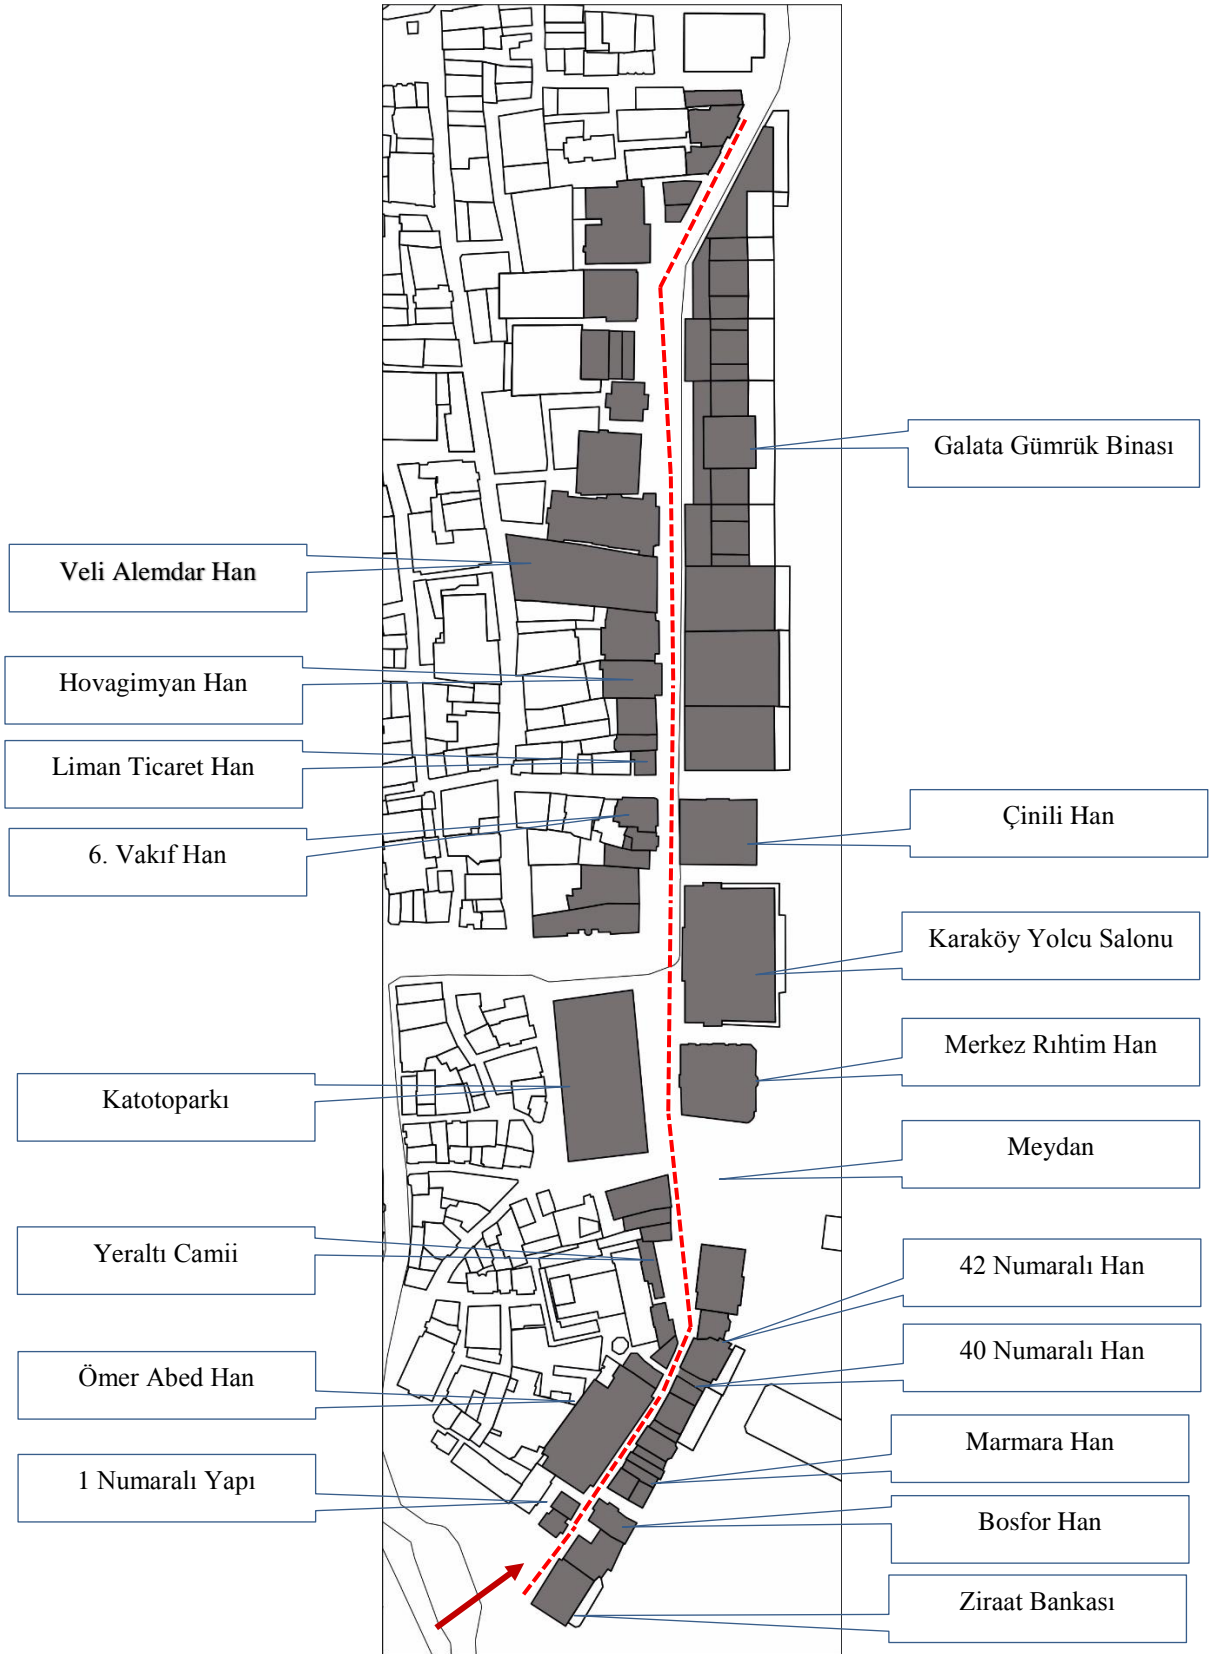 Galata Gümrük Binası
Veli Alemdar Han
Hovagimyan Han
Liman Ticaret Han
Çinili Han
6. Vakıf Han
Karaköy Yolcu Salonu
Merkez Rıhtim Han
Katotoparkı
Meydan
Yeraltı Camii
42 Numaralı Han
40 Numaralı Han
Ömer Abed Han
Marmara Han
1 Numaralı Yapı
Bosfor Han
Ziraat Bankası